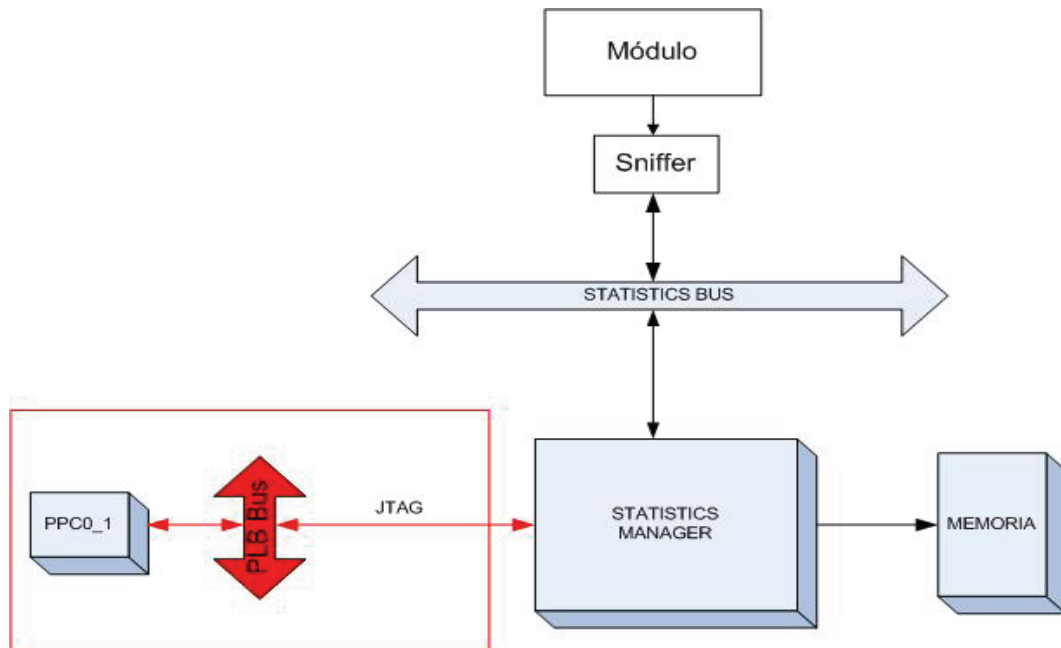 Módulo
Sniffer
STATISTICS BUS
PPC0_1
PLB Bus
JTAG
STATISTICS
MANAGER
MEMORIA